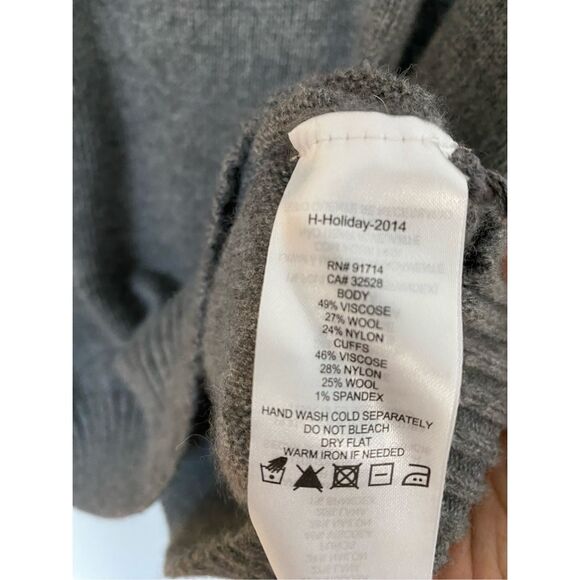 H-Holiday-2014
RN# 91714
CA# 32528
BODY
49% VISCOSE
27% WOOL
24% NYLON
CUFFS
46% VISCOSE
28% NYLON
25% WOOL
1% SPANDEX
HAND WASH COLD SEPARATELY
DO NOT BLEACH
DRY FLAT
WARM IRON IF NEEDED